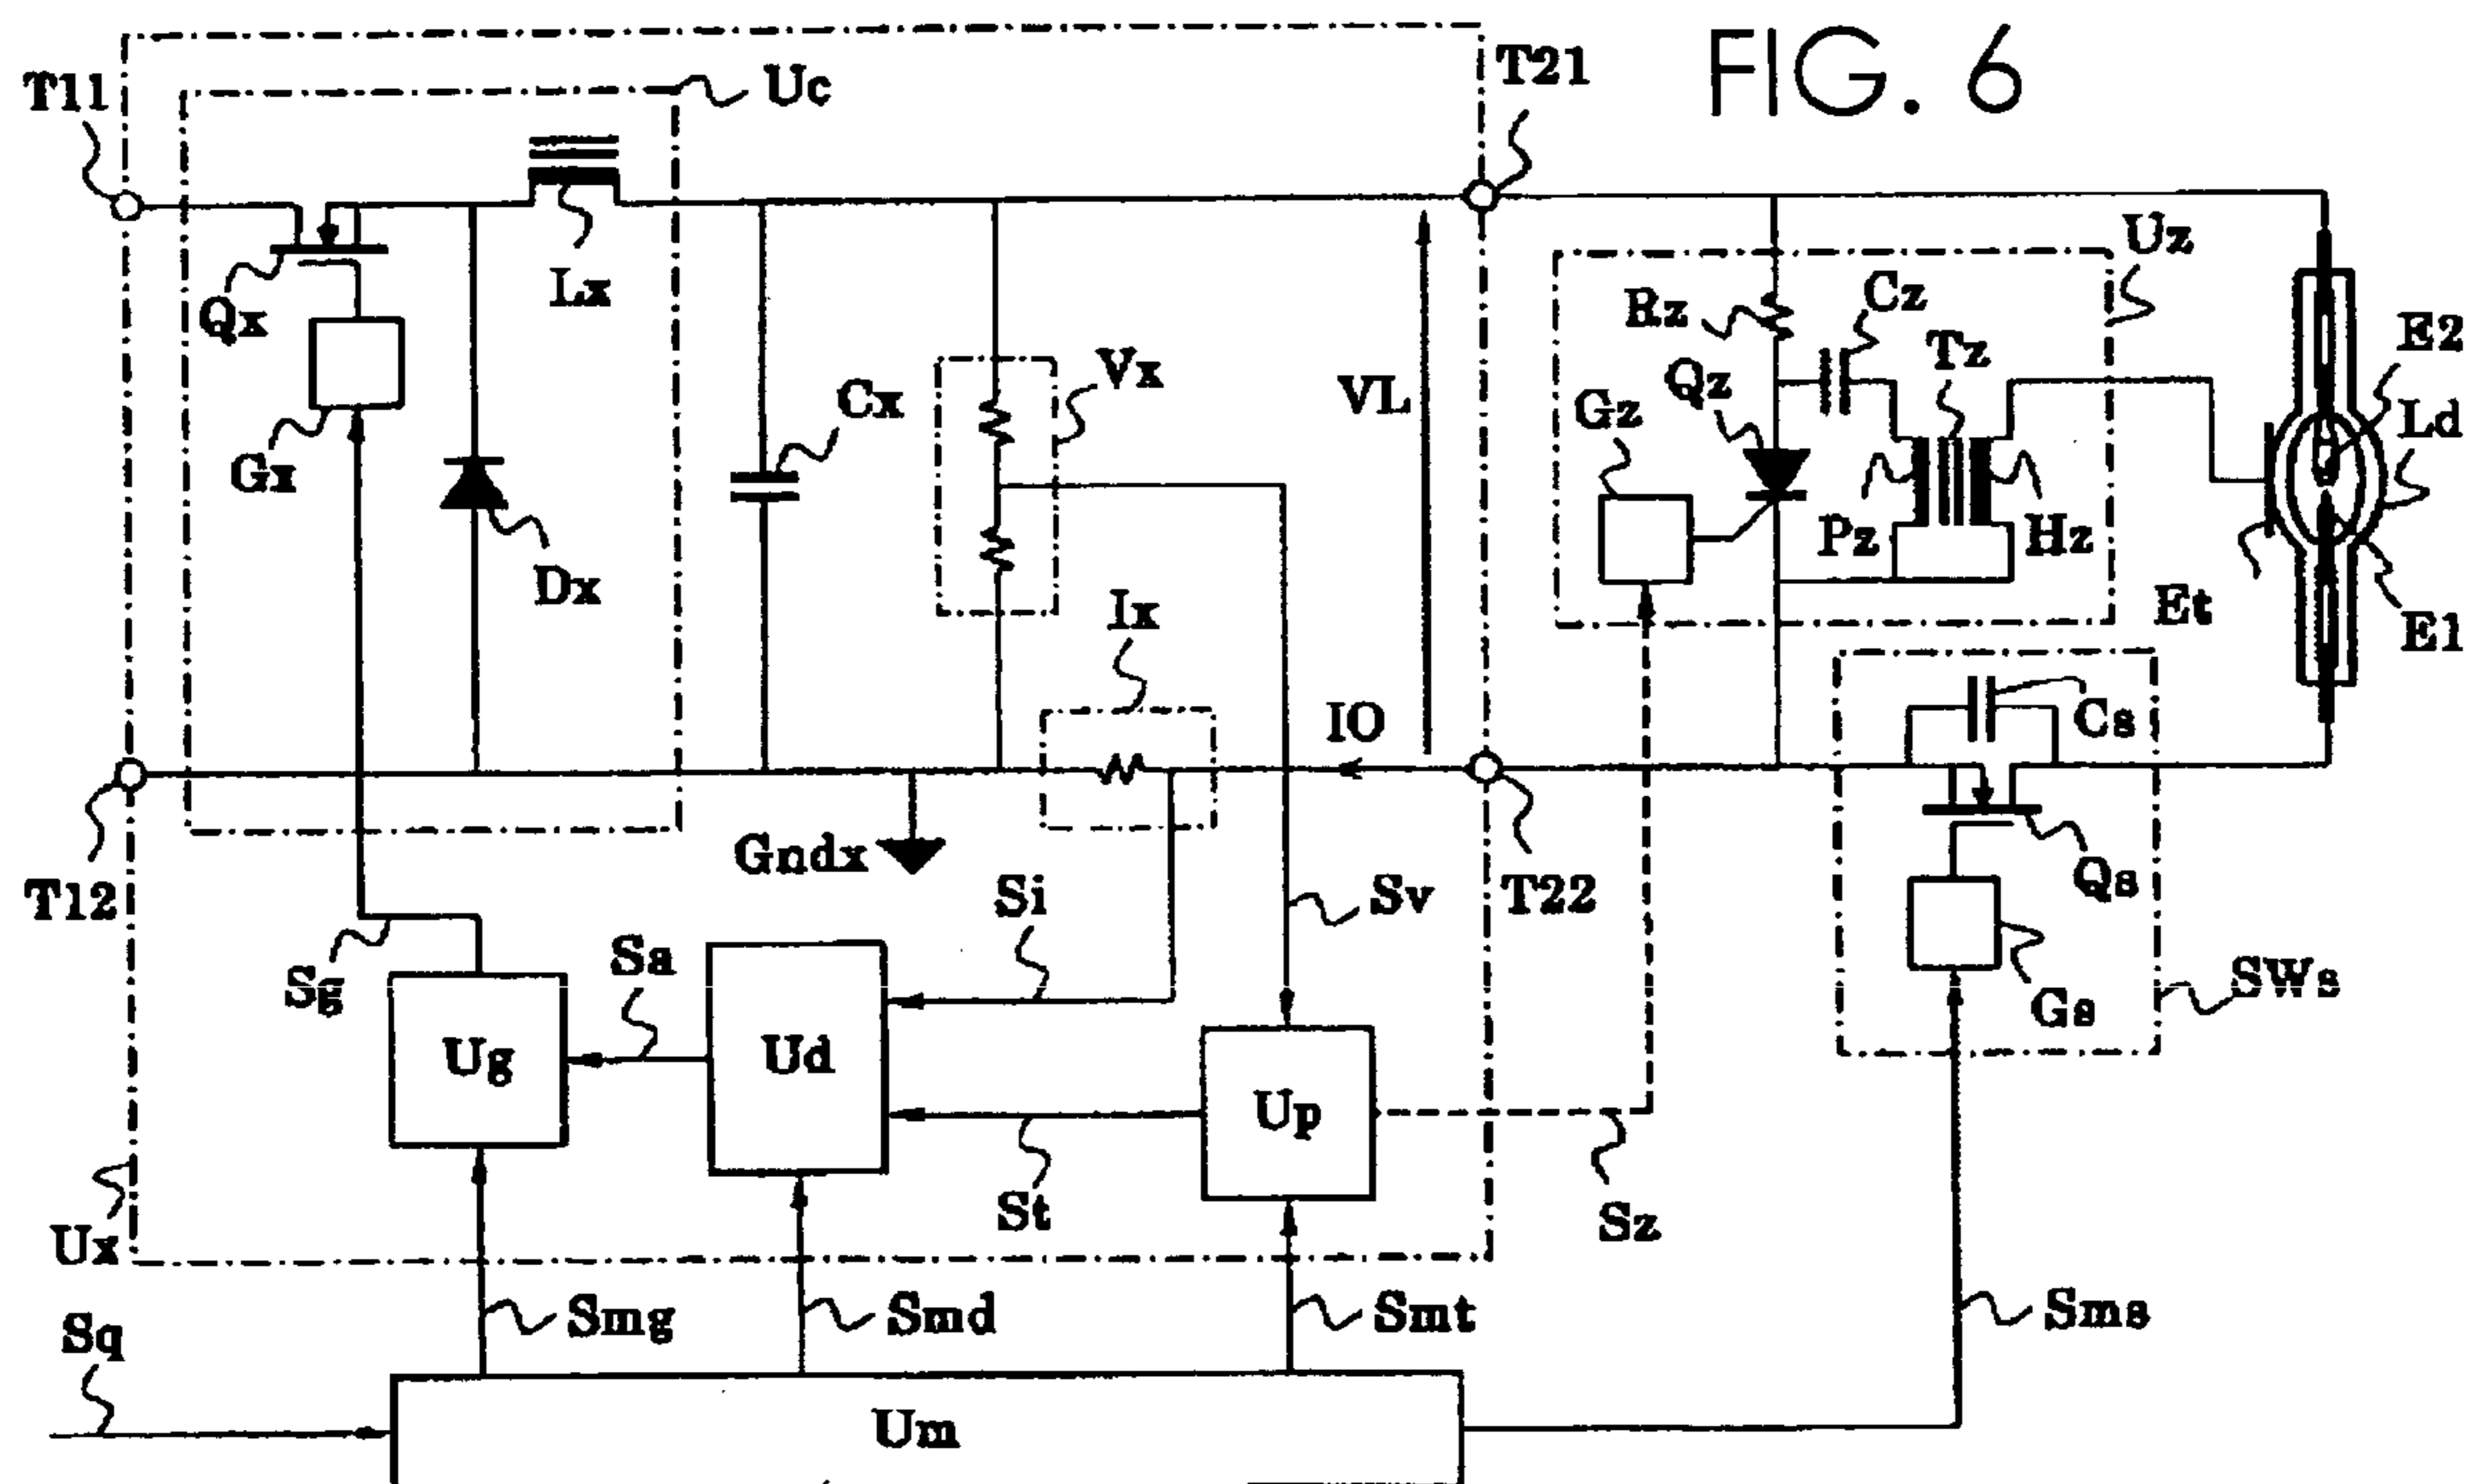 FIG. 6
T11
Uc
T21
Lx
Qx
Gx
Dx
Cx
Vx
VL
Ix
IO
Uz
Rz
Cz
Tz
Qz
Gz
Pz
Hz
E2
Ld
Et
E1
Cs
Qs
Gs
SWs
T12
Gndx
T22
Si
Sv
Sa
Sg
Ug
Ud
Up
St
Sz
Ux
Smg
Smd
Smt
Sms
Sq
Um